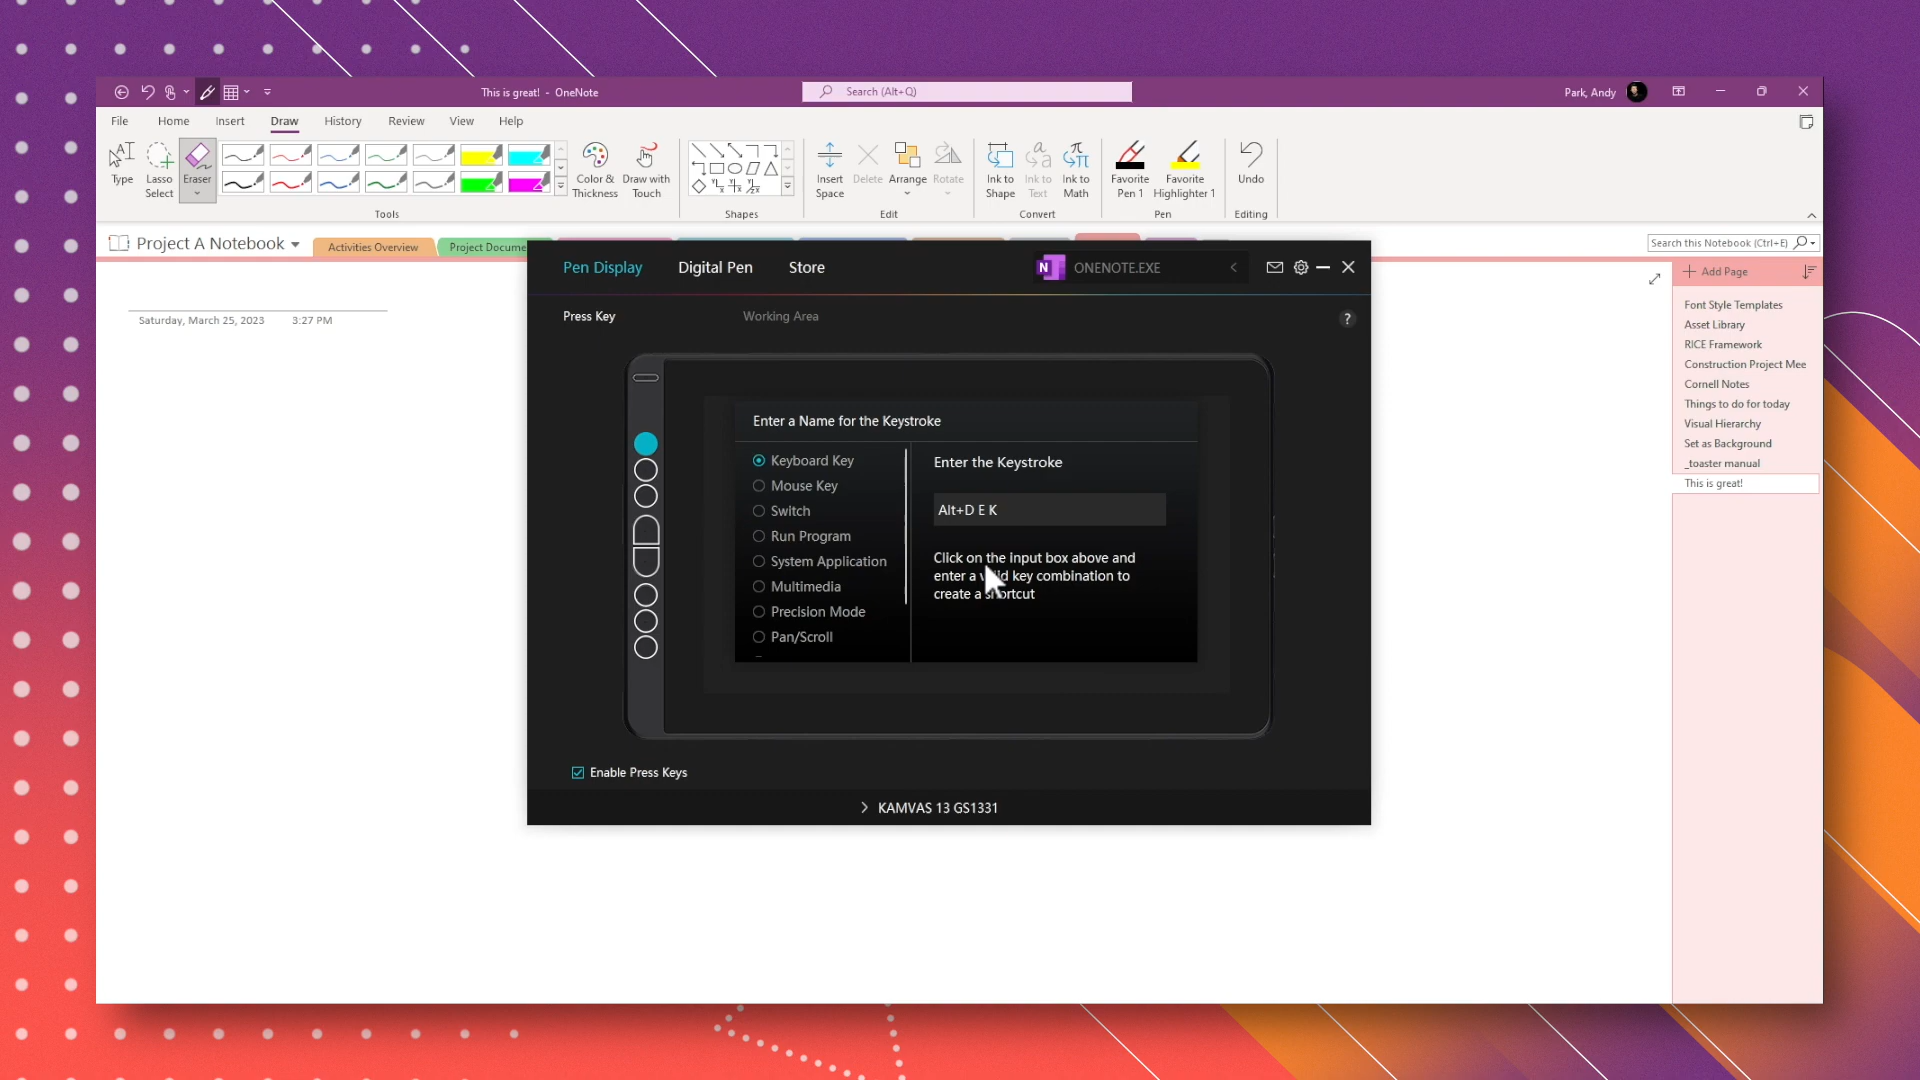 This is great! - OneNote
Search (Alt+Q)
Park, Andy
File Home Insert Draw History Review View Help
Type
Lasso
Select
Eraser
Color &
Thickness
Draw with
Touch
Tools
Shapes
Insert
Space
Delete
Arrange
Rotate
Edit
Ink to
Shape
Ink to
Text
Ink to
Math
Convert
Favorite
Pen 1
Favorite
Highlighter 1
Pen
Undo
Editing
Project A Notebook
Activities Overview
Project Docume
Search this Notebook (Ctrl+E)
Saturday, March 25, 2023 3:27 PM
Add Page
Font Style Templates
Asset Library
RICE Framework
Construction Project Mee
Cornell Notes
Things to do for today
Visual Hierarchy
Set as Background
_toaster manual
This is great!
Pen Display Digital Pen Store
N ONENOTE.EXE
Press Key Working Area
?
Enter a Name for the Keystroke
Keyboard Key
Mouse Key
Switch
Run Program
System Application
Multimedia
Precision Mode
Pan/Scroll
Enter the Keystroke
Alt+D E K
Click on the input box above and
enter a valid key combination to
create a shortcut
Enable Press Keys
KAMVAS 13 GS1331